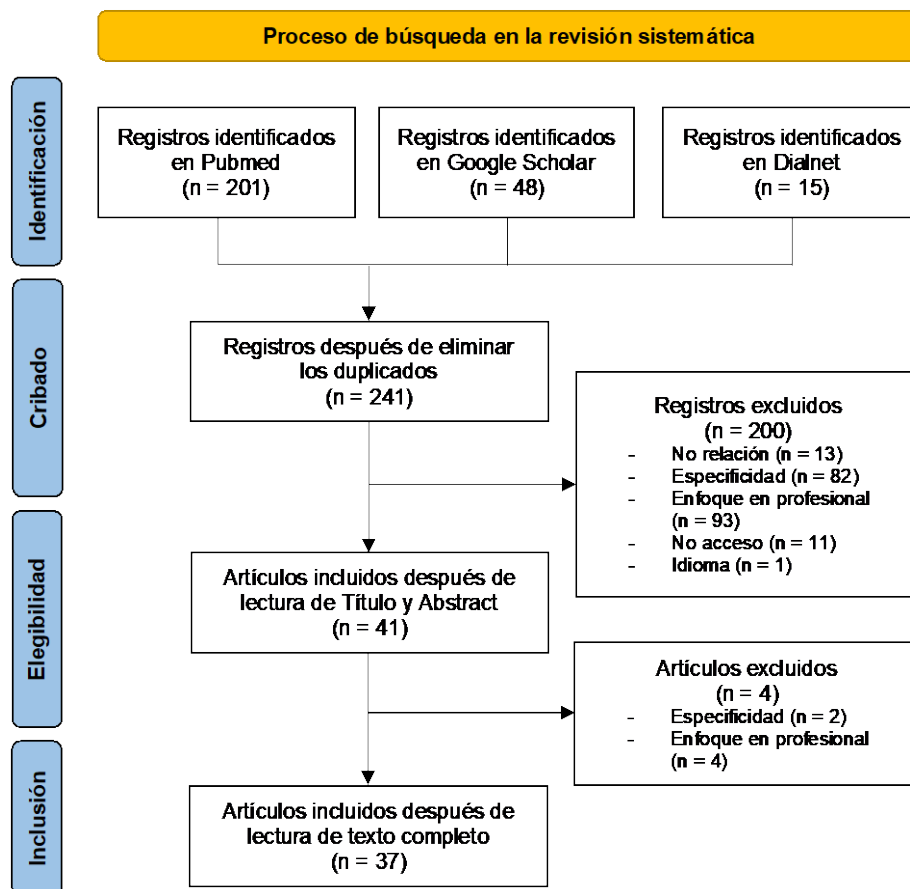 Proceso de búsqueda en la revisión sistemática
Identificación
Registros identificados
en Pubmed
(n = 201)
Registros identificados
en Google Scholar
(n = 48)
Registros identificados
en Dialnet
(n = 15)
Cribado
Registros después de eliminar
los duplicados
(n = 241)
Registros excluidos
(n = 200)
- No relación (n = 13)
- Especificidad (n = 82)
- Enfoque en profesional
(n = 93)
- No acceso (n = 11)
- Idioma (n = 1)
Elegibilidad
Artículos incluidos después de
lectura de Título y Abstract
(n = 41)
Artículos excluidos
(n = 4)
- Especificidad (n = 2)
- Enfoque en profesional
(n = 4)
Inclusión
Artículos incluidos después de
lectura de texto completo
(n = 37)